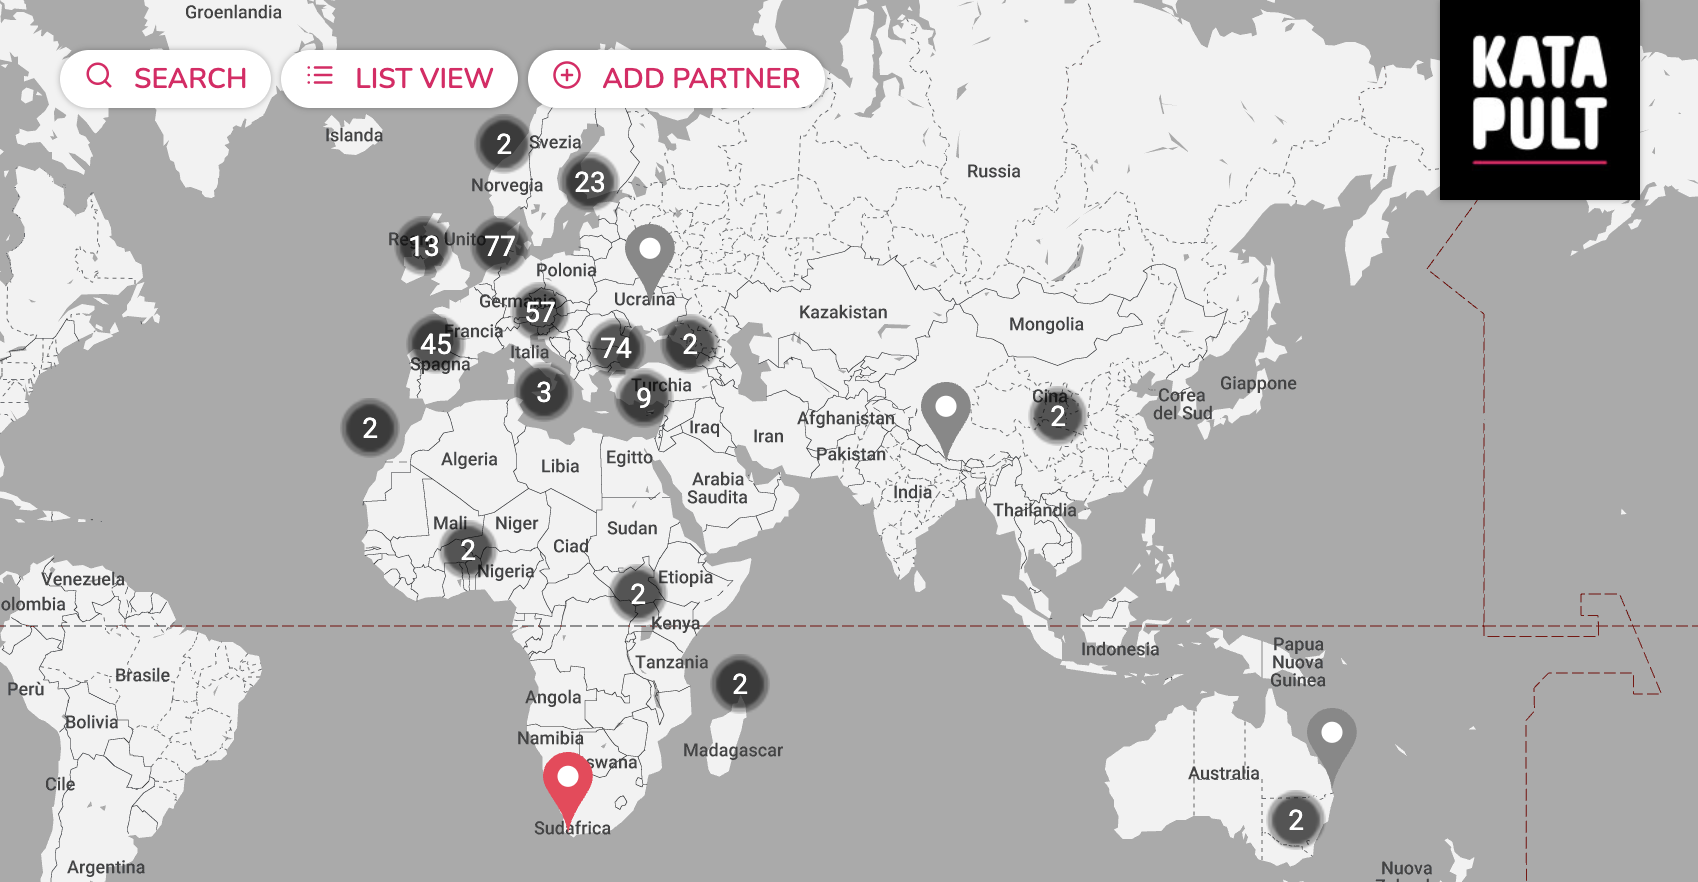 Groenlandia
SEARCH
LIST VIEW
ADD PARTNER
KATA
PULT
Islanda
2
Svezia
Russia
23
Norvegia
13
Unito
77
Polonia
Germania
57
Ucraina
Kazakistan
Mongolia
Francia
45
Spagna
Italia
74
2
3
Turchia
9
Cina
2
Corea
del Sud
Giappone
2
Afghanistan
Iraq
Iran
Pakistan
Algeria
Libia
Egitto
Arabia
Saudita
India
Thailandia
Mali
Niger
Sudan
2
Ciad
Nigeria
Etiopia
2
Venezuela
olombia
Kenya
Indonesia
Papua
Nuova
Guinea
Tanzania
2
Brasile
Perù
Angola
Bolivia
Namibia
Madagascar
swana
Australia
Cile
2
Sudafrica
Argentina
Nuova